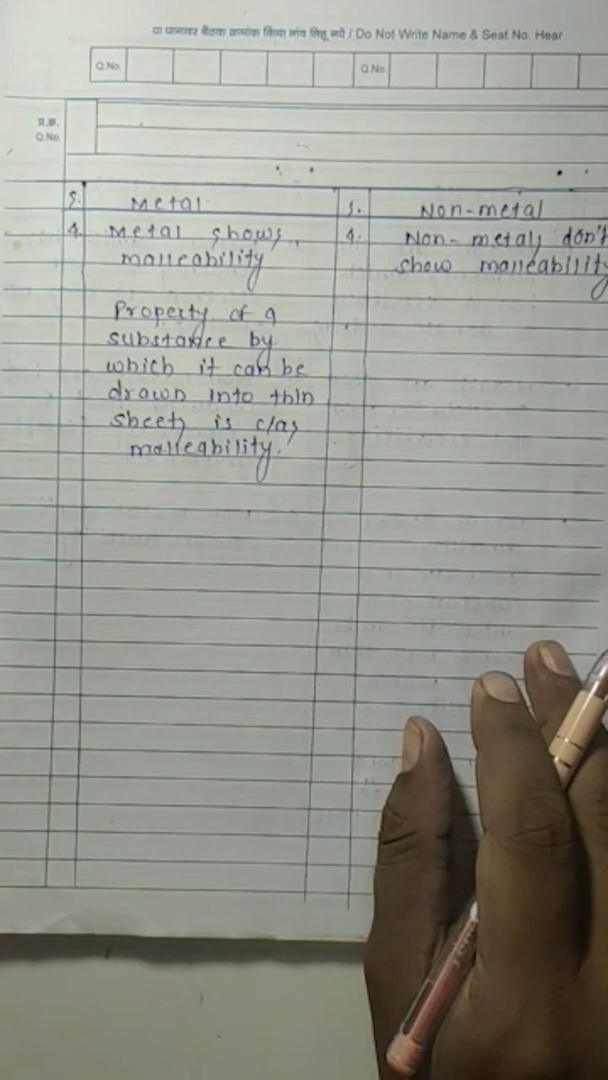 या पानावर बैठक क्रमांक किंवा नांव लिहू नये / Do Not Write Name & Seat No. Hear
Q.No. Q.No.
प्र.क्र.
Q.No.
S. Metal
4. Metal shows
malleability
Property of a
substance by
which it can be
drawn into thin
sheets is clas
malleability.
S. Non-metal
4. Non-metals don't
show malleability